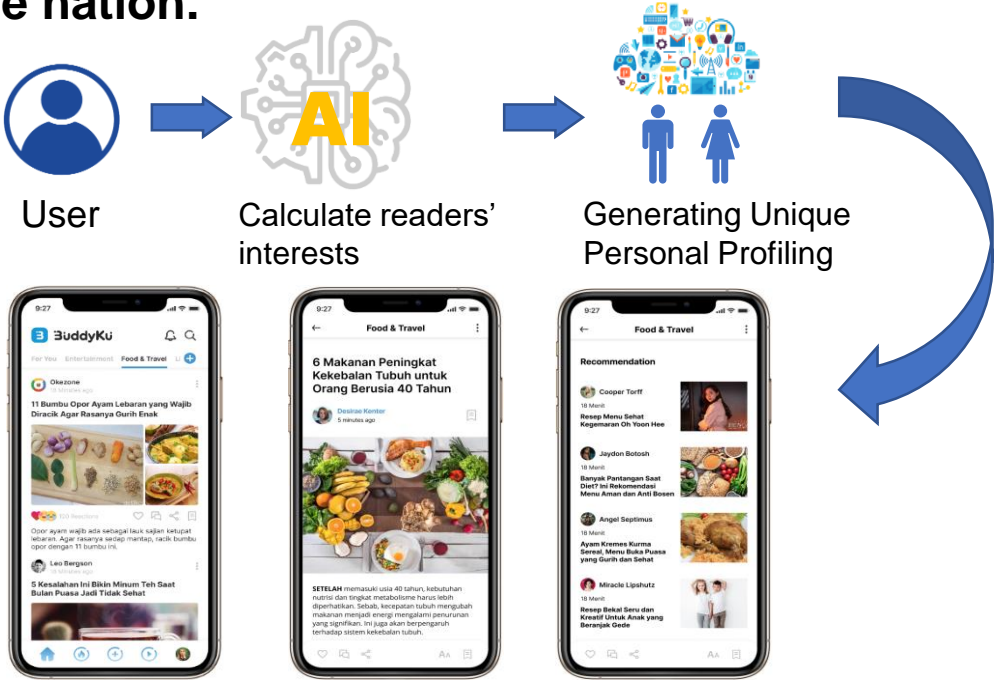 e nation.
AI
User
Calculate readers’
interests
Generating Unique
Personal Profiling
9:27
BuddyKu
For You Entertainment Food & Travel Li
Okezone
18 minutes ago
11 Bumbu Opor Ayam Lebaran yang Wajib
Diracik Agar Rasanya Gurih Enak
120 Reactions
Opor ayam wajib ada sebagai lauk sajian ketupat
lebaran. Agar rasanya sedap mantap, racik bumbu
opor dengan 11 bumbu ini.
Leo Bergson
5 Kesalahan Ini Bikin Minum Teh Saat
Bulan Puasa Jadi Tidak Sehat
9:27
Food & Travel
6 Makanan Peningkat
Kekebalan Tubuh untuk
Orang Berusia 40 Tahun
Desirae Kenter
5 minutes ago
SETELAH memasuki usia 40 tahun, kebutuhan
nutrisi dan tingkat metabolisme harus lebih
diperhatikan. Sebab, kecepatan tubuh mengubah
makanan menjadi energi mengalami penurunan
yang signifikan. Ini juga akan berpengaruh
terhadap sistem kekebalan tubuh.
AA
9:27
Food & Travel
Recommendation
Cooper Torff
18 Menit
Resep Menu Sehat
Kegemaran Oh Yoon Hee
Jaydon Botosh
18 Menit
Banyak Pantangan Saat
Diet? Ini Rekomendasi
Menu Aman dan Anti Bosen
Angel Septimus
18 Menit
Ayam Kremes Kurma
Sereal, Menu Buka Puasa
yang Gurih dan Sehat
Miracle Lipshutz
18 Menit
Resep Bekal Seru dan
Kreatif Untuk Anak yang
Beranjak Gede
AA